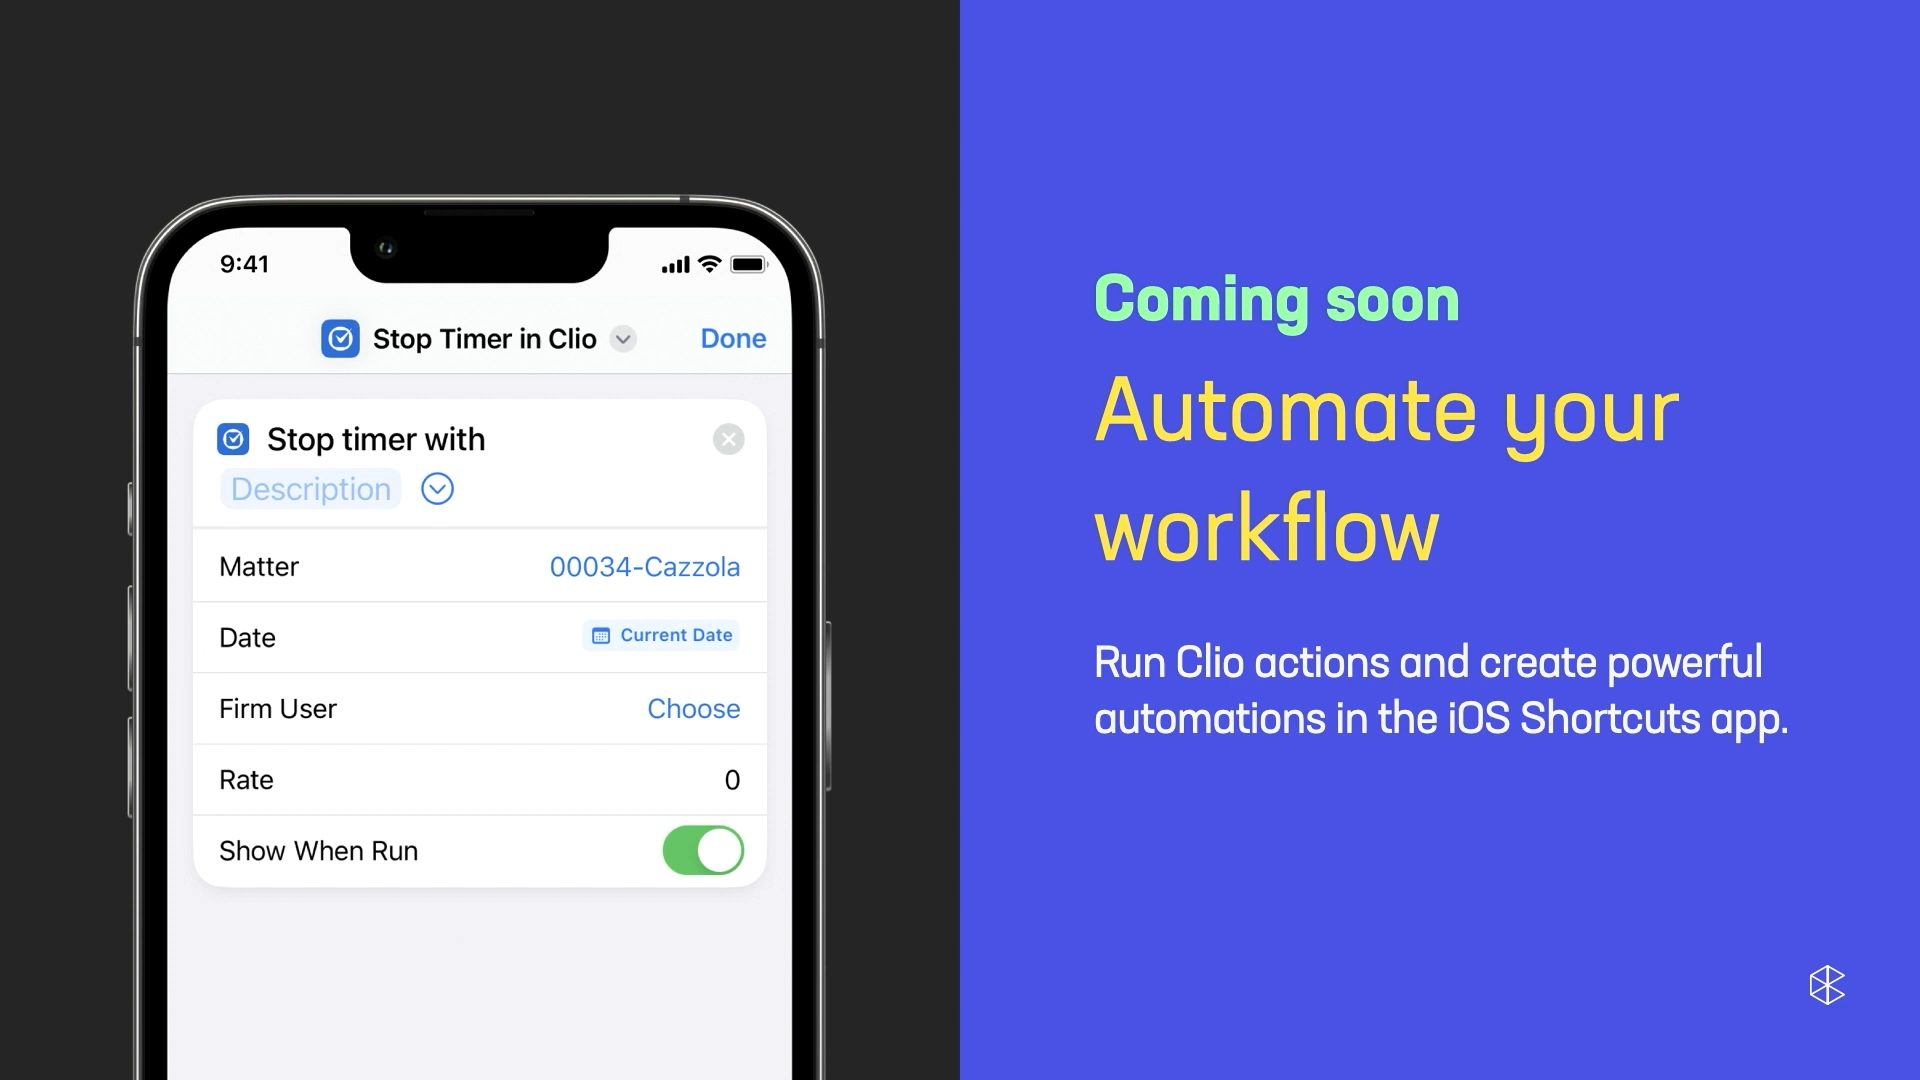 9:41
Stop Timer in Clio
Done
Stop timer with
Description
Matter
00034-Cazzola
Date
Current Date
Firm User
Choose
Rate
0
Show When Run
Coming soon
Automate your
workflow
Run Clio actions and create powerful
automations in the iOS Shortcuts app.